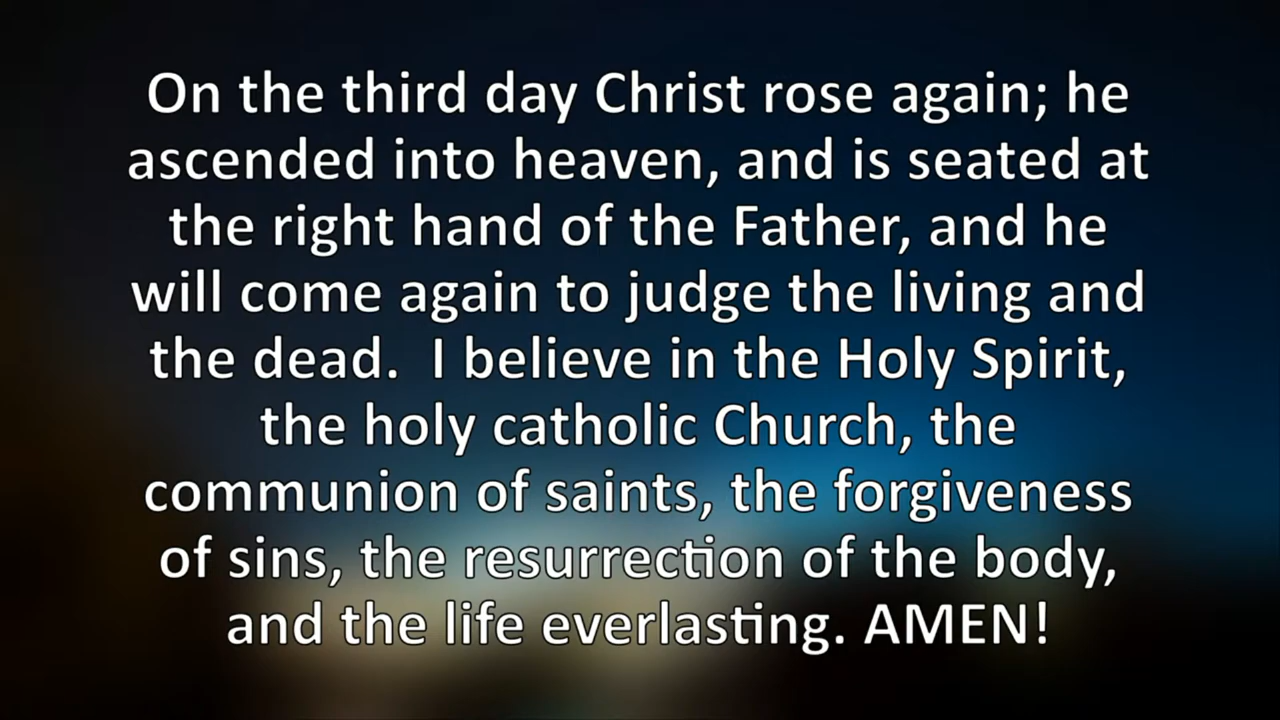 On the third day Christ rose again; he
ascended into heaven, and is seated at
the right hand of the Father, and he
will come again to judge the living and
the dead.  I believe in the Holy Spirit,
the holy catholic Church, the
communion of saints, the forgiveness
of sins, the resurrection of the body,
and the life everlasting. AMEN!